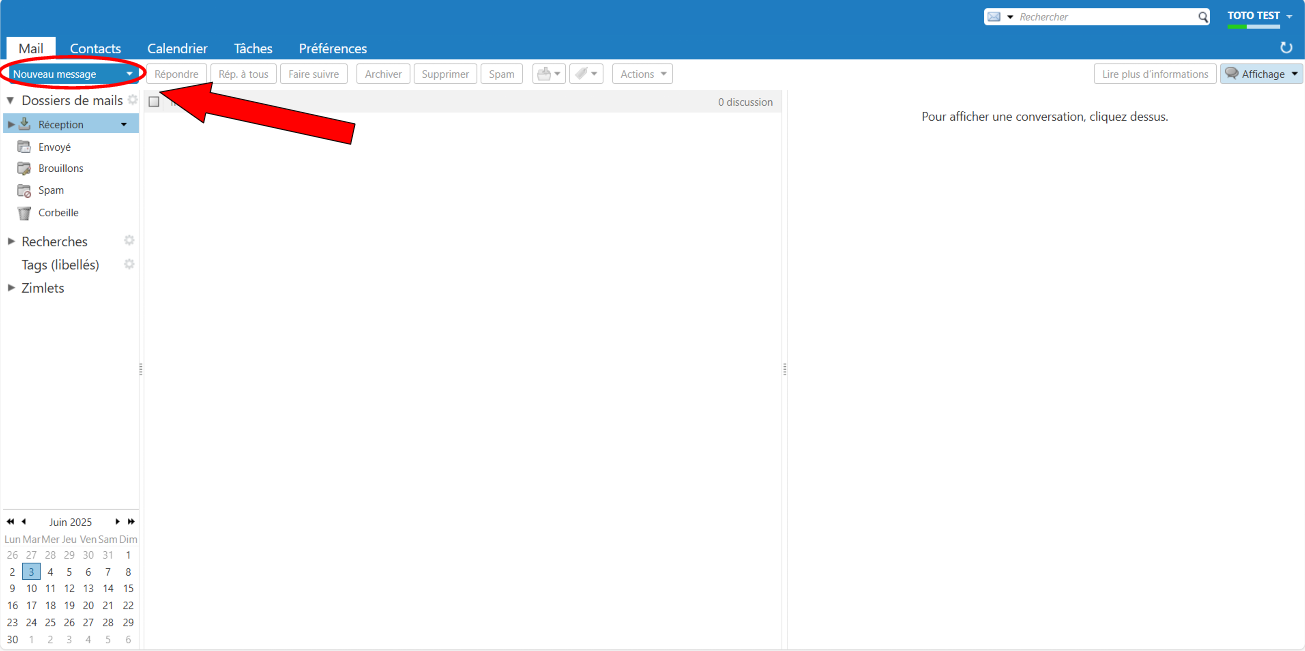 Rechercher
TOTO TEST
Mail Contacts Calendrier Tâches Préférences
Nouveau message Répondre Rép. à tous Faire suivre Archiver Supprimer Spam Actions Lire plus d'informations Affichage
Dossiers de mails
0 discussion
Réception
Pour afficher une conversation, cliquez dessus.
Envoyé
Brouillons
Spam
Corbeille
Recherches
Tags (libellés)
Zimlets
Juin 2025
Lun Mar Mer Jeu Ven Sam Dim
26 27 28 29 30 31 1
2 3 4 5 6 7 8
9 10 11 12 13 14 15
16 17 18 19 20 21 22
23 24 25 26 27 28 29
30 1 2 3 4 5 6